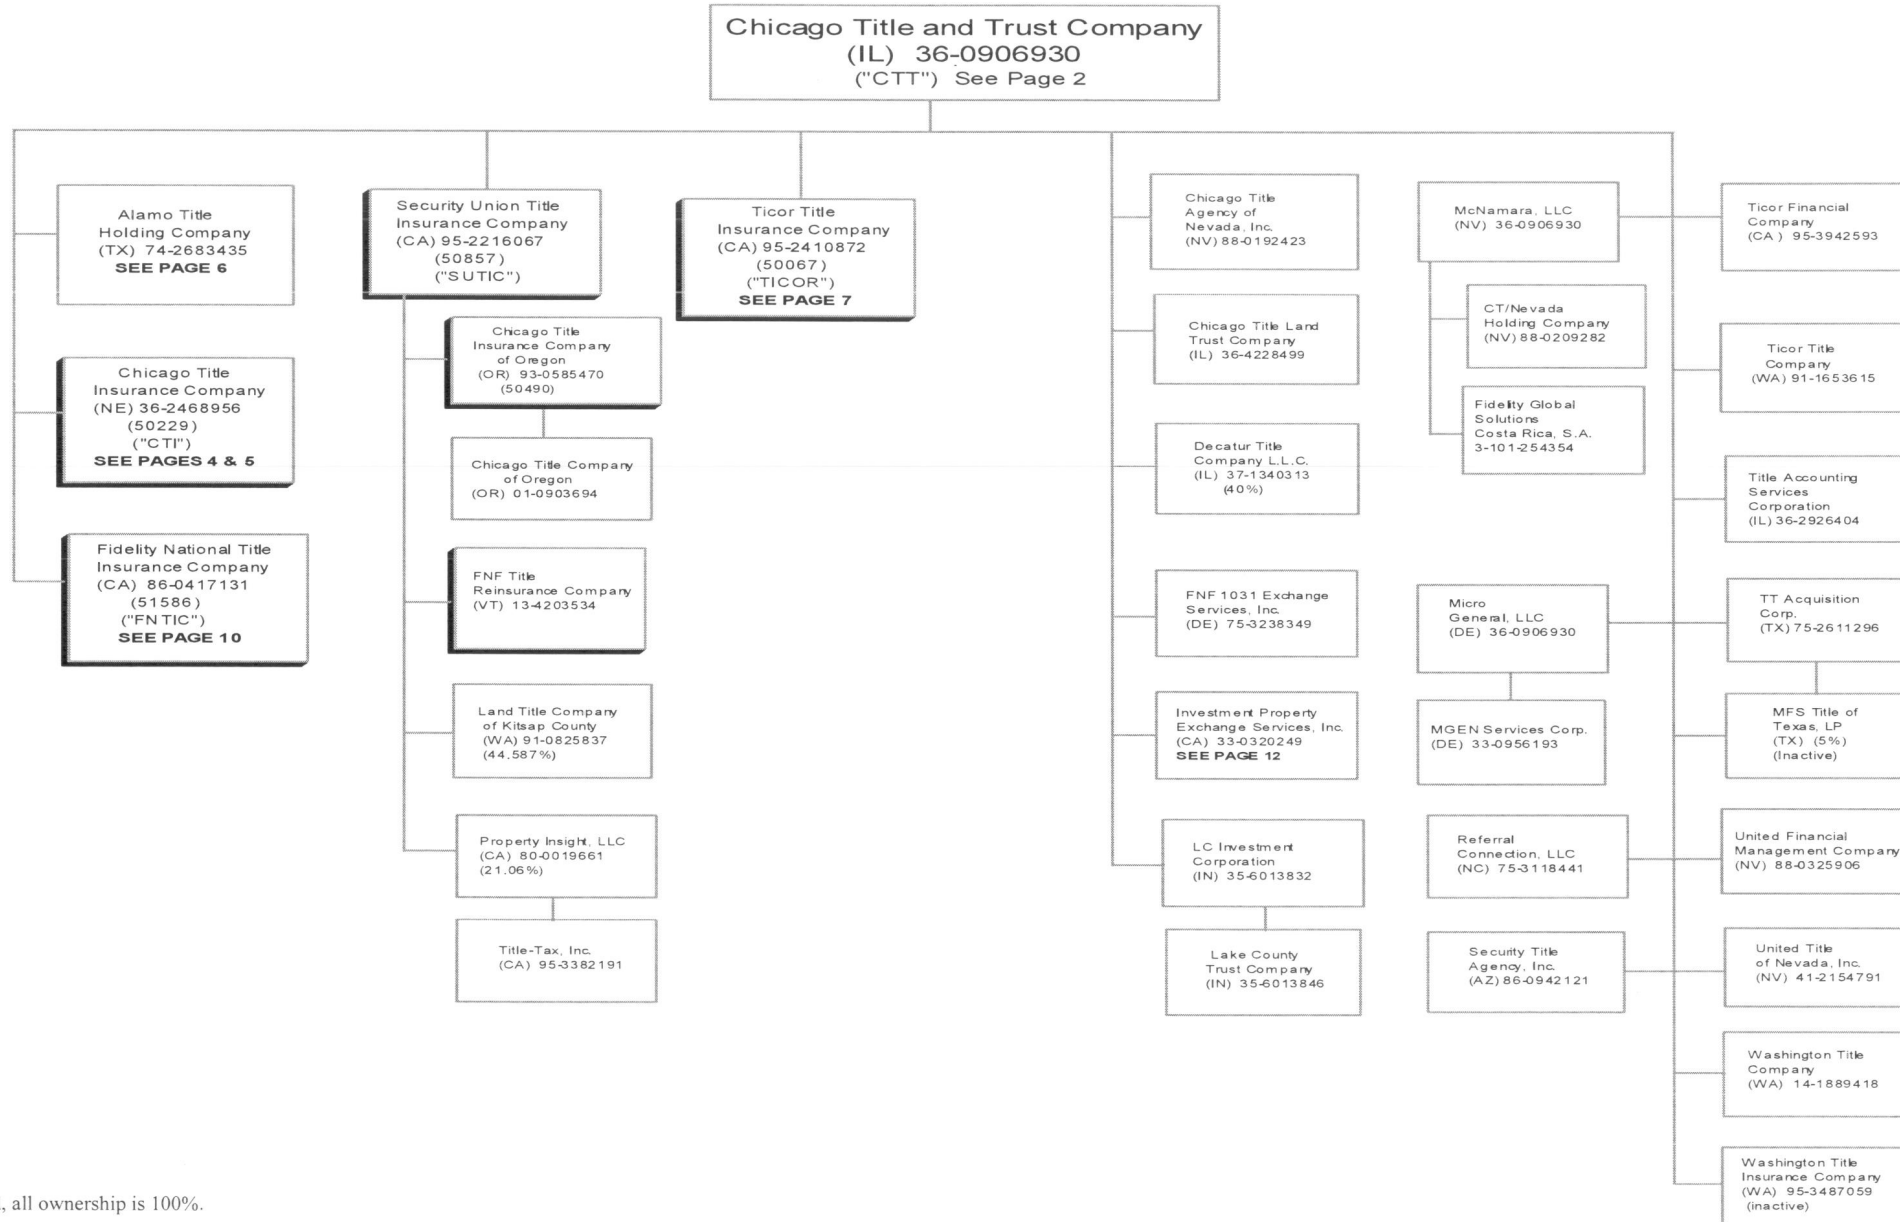 Chicago Title and Trust Company
(IL) 36-0906930
("CTT") See Page 2
Alamo Title
Holding Company
(TX) 74-2683435
SEE PAGE 6
Chicago Title
Insurance Company
(NE) 36-2468956
(50229)
("CTI")
SEE PAGES 4 & 5
Fidelity National Title
Insurance Company
(CA) 86-0417131
(51586)
("FNTIC")
SEE PAGE 10
Security Union Title
Insurance Company
(CA) 95-2216067
(50857)
("SUTIC")
Chicago Title
Insurance Company
of Oregon
(OR) 93-0585470
(50490)
Chicago Title Company
of Oregon
(OR) 01-0903694
FNF Title
Reinsurance Company
(VT) 13-4203534
Land Title Company
of Kitsap County
(WA) 91-0825837
(44.587%)
Property Insight, LLC
(CA) 80-0019661
(21.06%)
Title-Tax, Inc.
(CA) 95-3382191
Ticor Title
Insurance Company
(CA) 95-2410872
(50067)
("TICOR")
SEE PAGE 7
Chicago Title
Agency of
Nevada, Inc.
(NV) 88-0192423
Chicago Title Land
Trust Company
(IL) 36-4228499
Decatur Title
Company L.L.C.
(IL) 37-1340313
(40%)
FNF 1031 Exchange
Services, Inc.
(DE) 75-3238349
Investment Property
Exchange Services, Inc.
(CA) 33-0320249
SEE PAGE 12
LC Investment
Corporation
(IN) 35-6013832
Lake County
Trust Company
(IN) 35-6013846
McNamara, LLC
(NV) 36-0906930
CT/Nevada
Holding Company
(NV) 88-0209282
Fidelity Global
Solutions
Costa Rica, S.A.
3-101-254354
Micro
General, LLC
(DE) 36-0906930
MGEN Services Corp.
(DE) 33-0956193
Referral
Connection, LLC
(NC) 75-3118441
Security Title
Agency, Inc.
(AZ) 86-0942121
Ticor Financial
Company
(CA ) 95-3942593
Ticor Title
Company
(WA) 91-1653615
Title Accounting
Services
Corporation
(IL) 36-2926404
TT Acquisition
Corp.
(TX) 75-2611296
MFS Title of
Texas, LP
(TX) (5%)
(Inactive)
United Financial
Management Company
(NV) 88-0325906
United Title
of Nevada, Inc.
(NV) 41-2154791
Washington Title
Company
(WA) 14-1889418
Washington Title
Insurance Company
(WA) 95-3487059
(inactive)
, all ownership is 100%.